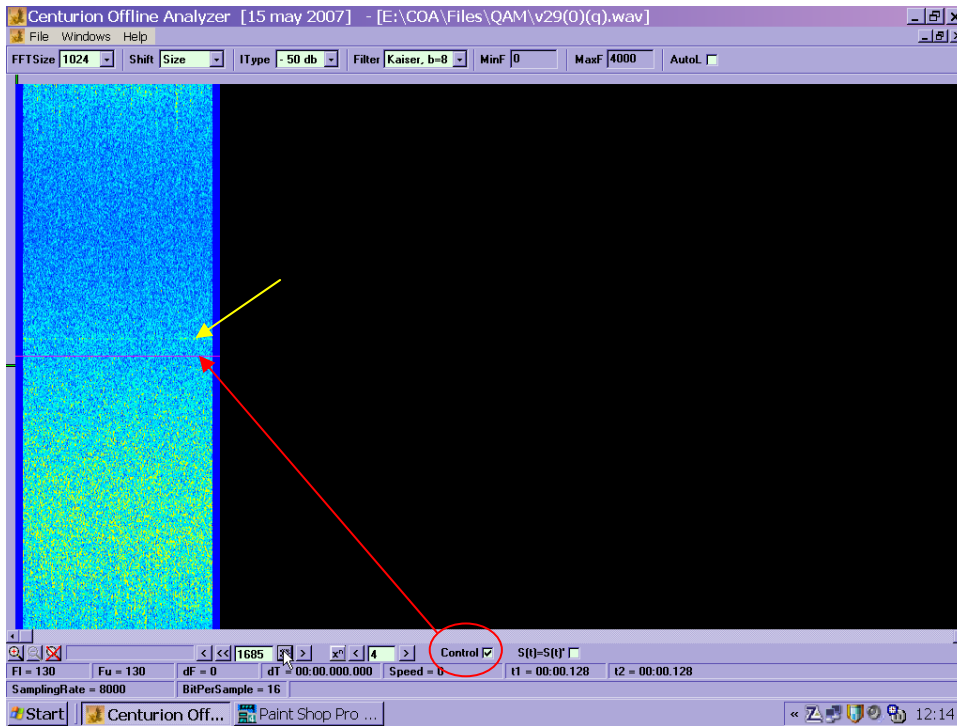 Centurion Offline Analyzer [15 may 2007] - [E:\COA\Files\QAM\v29(0)(q).wav]
File Windows Help
FFTSize 1024 Shift Size IType - 50 db Filter Kaiser, b=8 MinF 0 MaxF 4000 AutoL
< << 1685 >> > x^n < 4 > Control S(t)=S(t)'
Fl = 130 Fu = 130 dF = 0 dT = 00:00.000.000 Speed = 0 t1 = 00:00.128 t2 = 00:00.128
SamplingRate = 8000 BitPerSample = 16
Start Centurion Off... Paint Shop Pro ... « 12:14